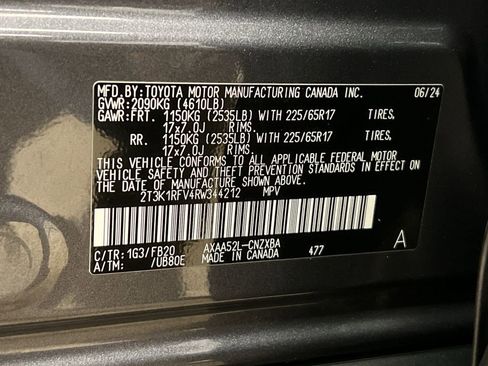 MFD. BY: TOYOTA MOTOR MANUFACTURING CANADA INC. 06/24
GVWR: 2090KG (4610LB)
GAWR: FRT. 1150KG (2535LB) WITH 225/65R17 TIRES,
17x7.0J RIMS,
RR. 1150KG (2535LB) WITH 225/65R17 TIRES,
17x7.0J RIMS,
THIS VEHICLE CONFORMS TO ALL APPLICABLE FEDERAL MOTOR
VEHICLE SAFETY AND THEFT PREVENTION STANDARDS IN EFFECT
ON THE DATE OF MANUFACTURE SHOWN ABOVE.
2T3K1RFV4RW344212 MPV
C/TR: 1G3/FB20 AXAA52L-CNZXBA A
A/TM: /UB80E MADE IN CANADA 477